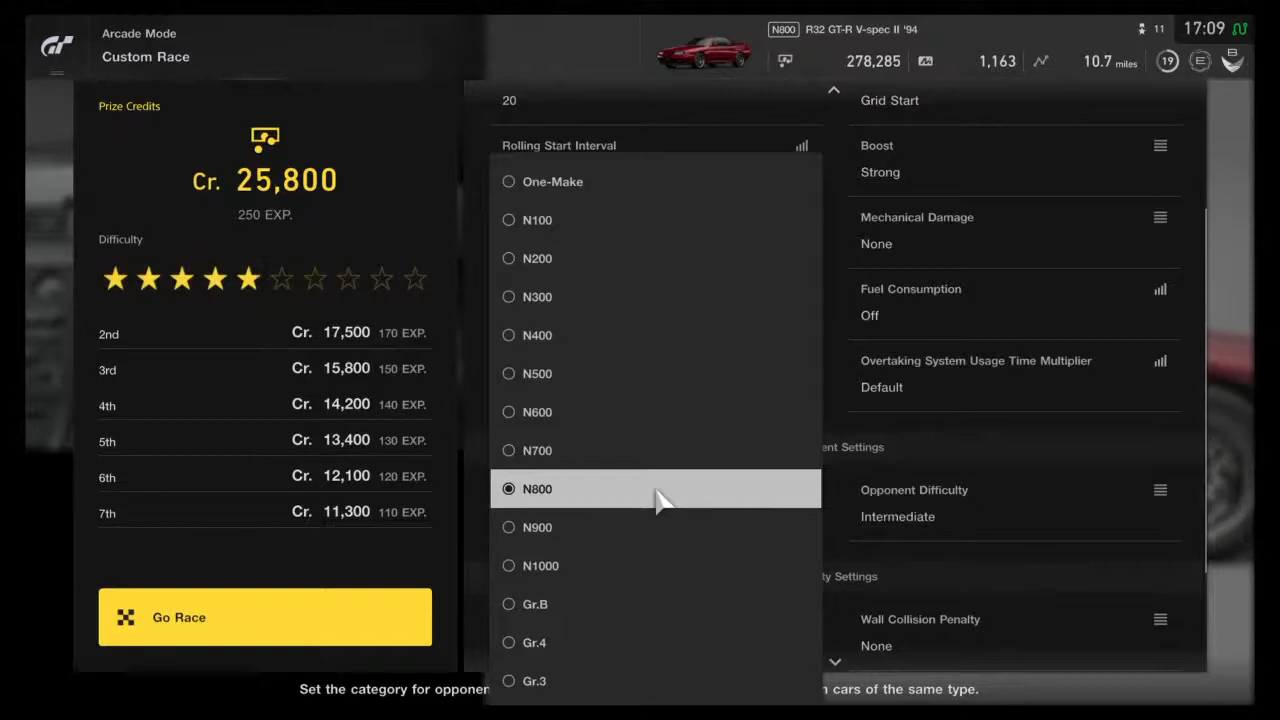 Arcade Mode
Custom Race
N800 R32 GT-R V-spec II '94
11 17:09
278,285 1,163 10.7 miles 19 E B
Prize Credits
Cr. 25,800
250 EXP.
Difficulty
2nd Cr. 17,500 170 EXP.
3rd Cr. 15,800 150 EXP.
4th Cr. 14,200 140 EXP.
5th Cr. 13,400 130 EXP.
6th Cr. 12,100 120 EXP.
7th Cr. 11,300 110 EXP.
Go Race
20
Rolling Start Interval
One-Make
N100
N200
N300
N400
N500
N600
N700
N800
N900
N1000
Gr.B
Gr.4
Gr.3
Grid Start
Boost
Strong
Mechanical Damage
None
Fuel Consumption
Off
Overtaking System Usage Time Multiplier
Default
ent Settings
Opponent Difficulty
Intermediate
ty Settings
Wall Collision Penalty
None
Set the category for opponen cars of the same type.